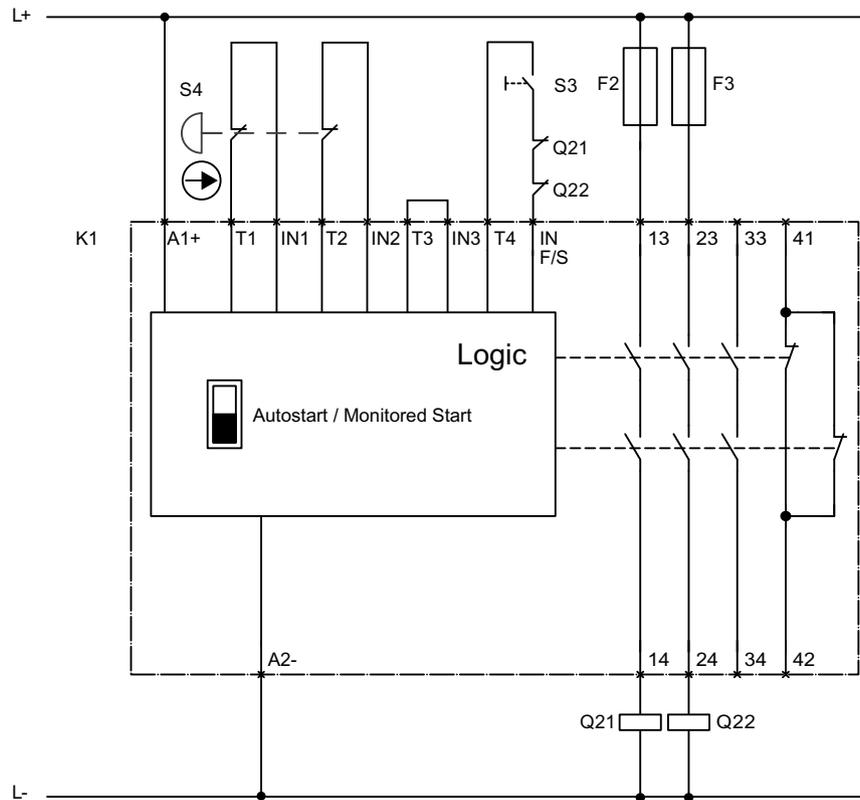 L+
S4
S3
F2
F3
Q21
Q22
K1
A1+
T1
IN1
T2
IN2
T3
IN3
T4
IN
F/S
13
23
33
41
Logic
Autostart / Monitored Start
A2-
14
24
34
42
Q21
Q22
L-